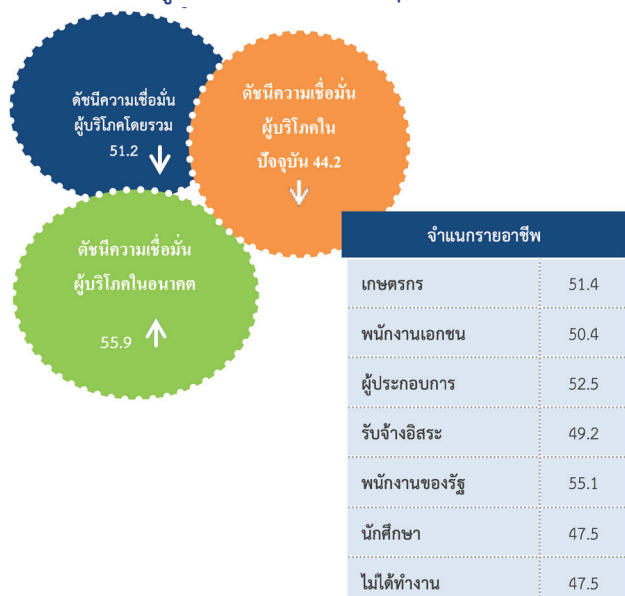 ดัชนีความเชื่อมั่น
ผู้บริโภคโดยรวม
51.2
ดัชนีความเชื่อมั่น
ผู้บริโภคใน
ปัจจุบัน 44.2
ดัชนีความเชื่อมั่น
ผู้บริโภคในอนาคต
55.9
จำแนกรายอาชีพ
เกษตรกร 51.4
พนักงานเอกชน 50.4
ผู้ประกอบการ 52.5
รับจ้างอิสระ 49.2
พนักงานของรัฐ 55.1
นักศึกษา 47.5
ไม่ได้ทำงาน 47.5